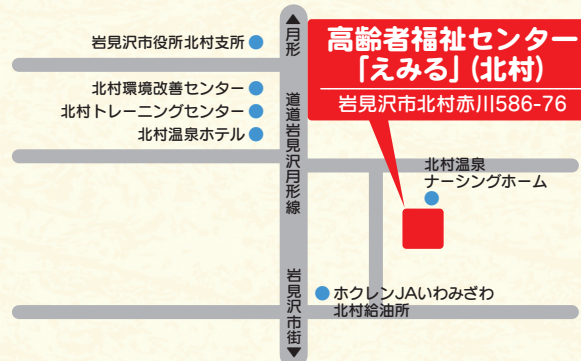 ▲月形
高齢者福祉センター
「えみる」(北村)
岩見沢市北村赤川586-76
岩見沢市役所北村支所
北村環境改善センター
北村トレーニングセンター
北村温泉ホテル
道道岩見沢月形線
北村温泉
ナーシングホーム
ホクレンJAいわみざわ
北村給油所
岩見沢市街▼